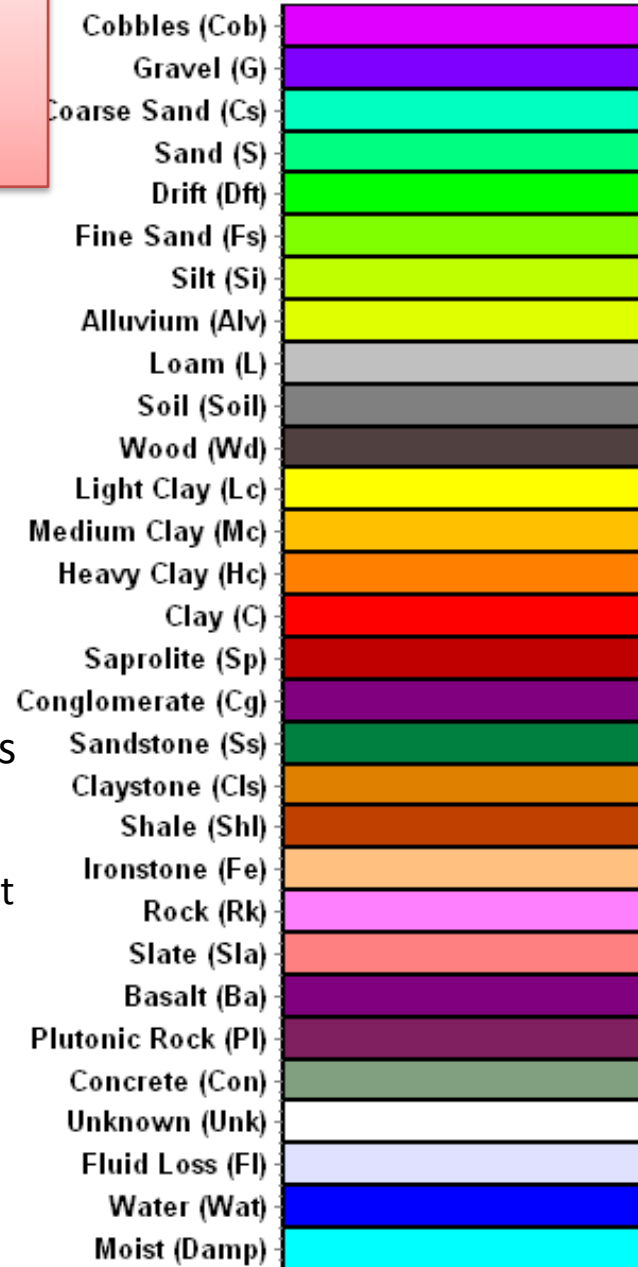 Cobbles (Cob)
Gravel (G)
Coarse Sand (Cs)
Sand (S)
Drift (Dft)
Fine Sand (Fs)
Silt (Si)
Alluvium (Alv)
Loam (L)
Soil (Soil)
Wood (Wd)
Light Clay (Lc)
Medium Clay (Mc)
Heavy Clay (Hc)
Clay (C)
Saprolite (Sp)
Conglomerate (Cg)
s
Sandstone (Ss)
Claystone (Cls)
Shale (Shl)
Ironstone (Fe)
t
Rock (Rk)
Slate (Sla)
Basalt (Ba)
Plutonic Rock (Pl)
Concrete (Con)
Unknown (Unk)
Fluid Loss (Fl)
Water (Wat)
Moist (Damp)